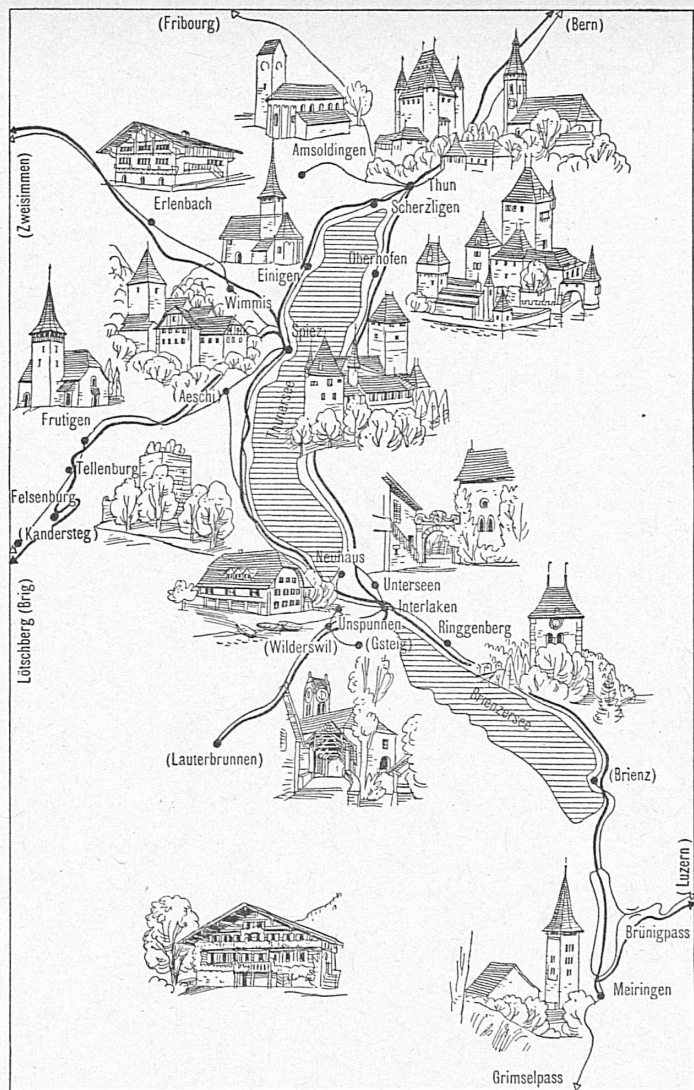 (Fribourg)
(Bern)
Amsoldingen
Thun
Erlenbach
Scherzligen
(Zweisimmen)
Einigen
Oberhofen
Wimmis
Spiez
(Aeschi)
Thunersee
Frutigen
Tellenburg
Felsenburg
(Kandersteg)
Lötschberg (Brig)
Neuhaus
Unterseen
Interlaken
Unspunnen
Ringgenberg
(Wilderswil)
(Gsteig)
Brienzersee
(Lauterbrunnen)
(Brienz)
(Luzern)
Brünigpass
Meiringen
Grimselpass